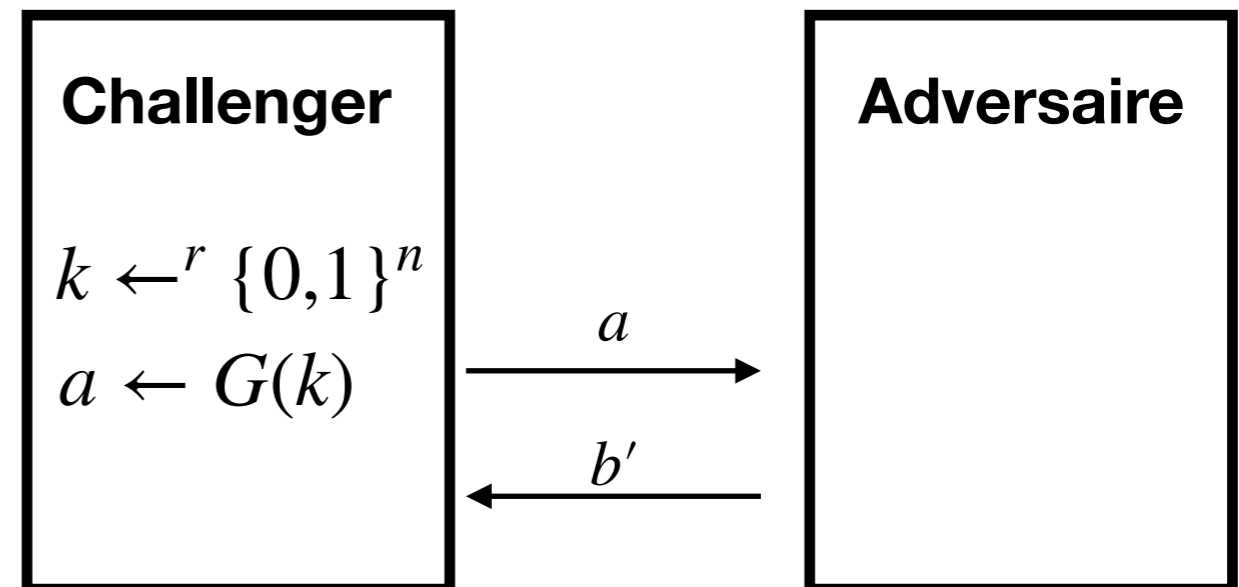 Challenger
k ←ʳ {0,1}ⁿ
a ← G(k)
a
b′
Adversaire